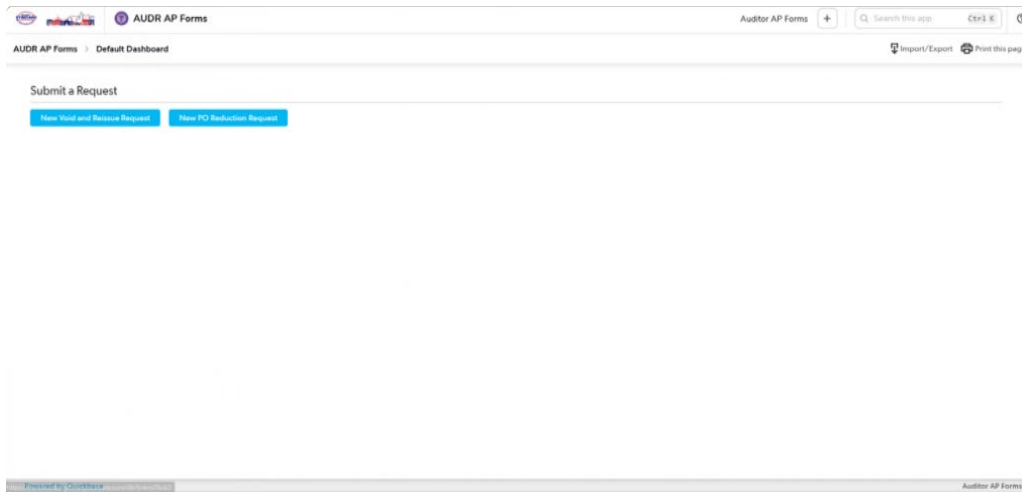 AUDR AP Forms
Auditor AP Forms +
Search this app Ctrl K
AUDR AP Forms > Default Dashboard
Import/Export Print this pag
Submit a Request
New Void and Reissue Request New PO Reduction Request
Powered by Quickbase
Auditor AP Forms